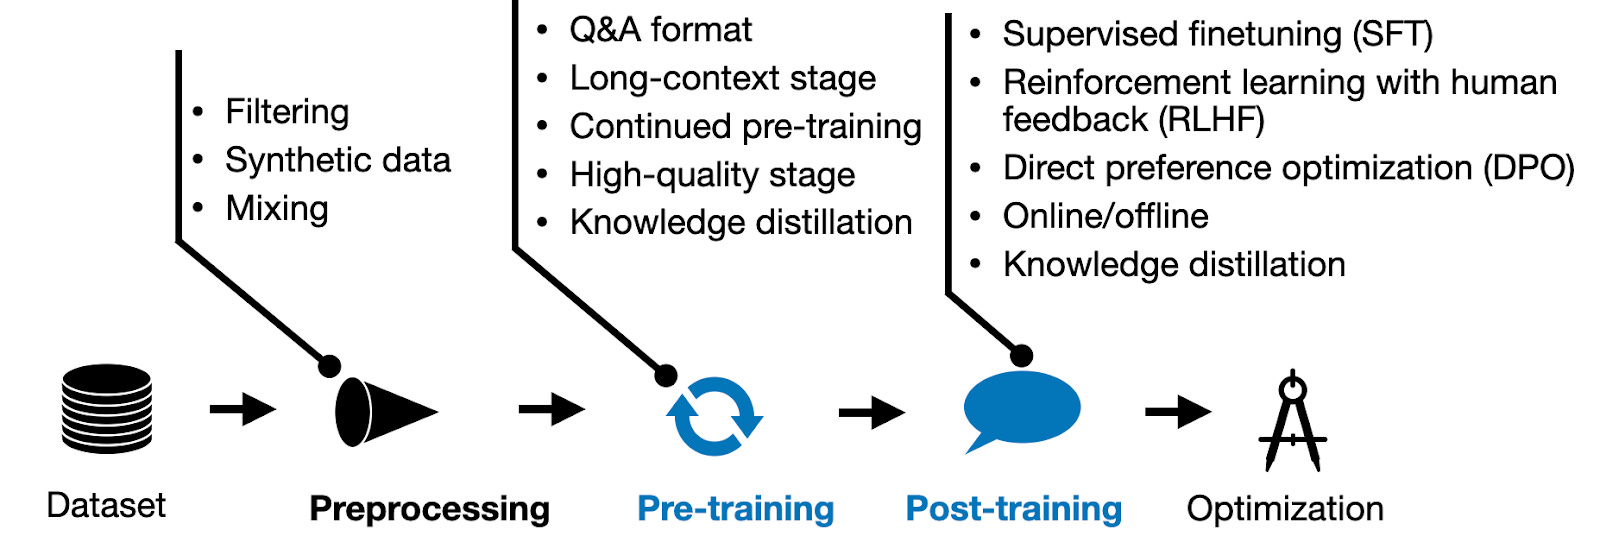 • Filtering
• Synthetic data
• Mixing
• Q&A format
• Long-context stage
• Continued pre-training
• High-quality stage
• Knowledge distillation
• Supervised finetuning (SFT)
• Reinforcement learning with human
feedback (RLHF)
• Direct preference optimization (DPO)
• Online/offline
• Knowledge distillation
Dataset
Preprocessing
Pre-training
Post-training
Optimization